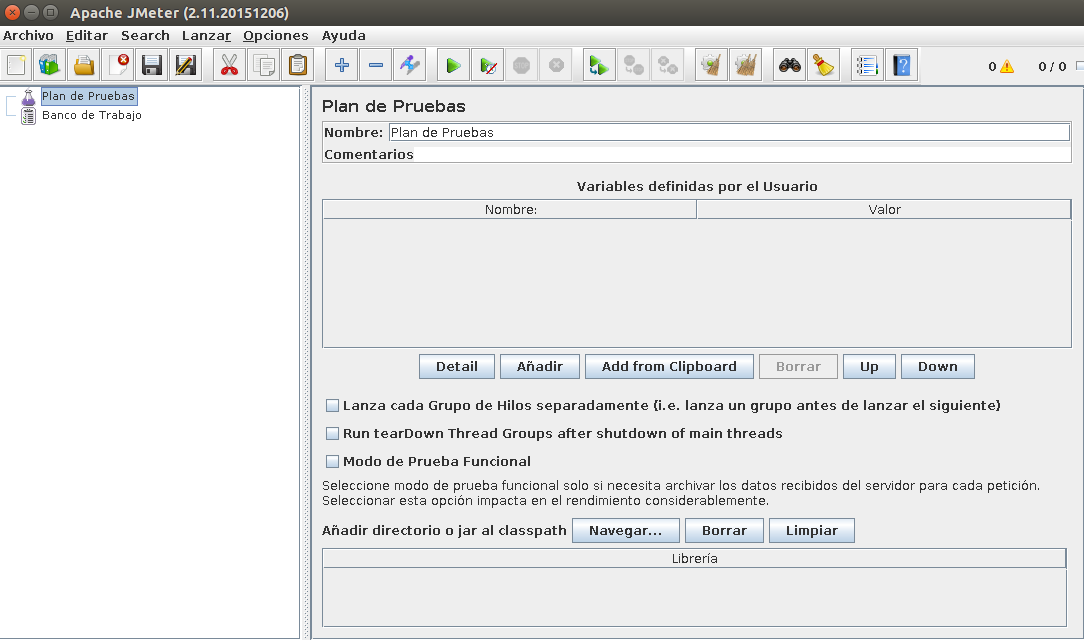 Apache JMeter (2.11.20151206)
Archivo Editar Search Lanzar Opciones Ayuda
0 0 / 0
Plan de Pruebas
Banco de Trabajo
Plan de Pruebas
Nombre: Plan de Pruebas
Comentarios
Variables definidas por el Usuario
Nombre: Valor
Detail Añadir Add from Clipboard Borrar Up Down
Lanza cada Grupo de Hilos separadamente (i.e. lanza un grupo antes de lanzar el siguiente)
Run tearDown Thread Groups after shutdown of main threads
Modo de Prueba Funcional
Seleccione modo de prueba funcional solo si necesita archivar los datos recibidos del servidor para cada petición.
Seleccionar esta opción impacta en el rendimiento considerablemente.
Añadir directorio o jar al classpath Navegar... Borrar Limpiar
Librería